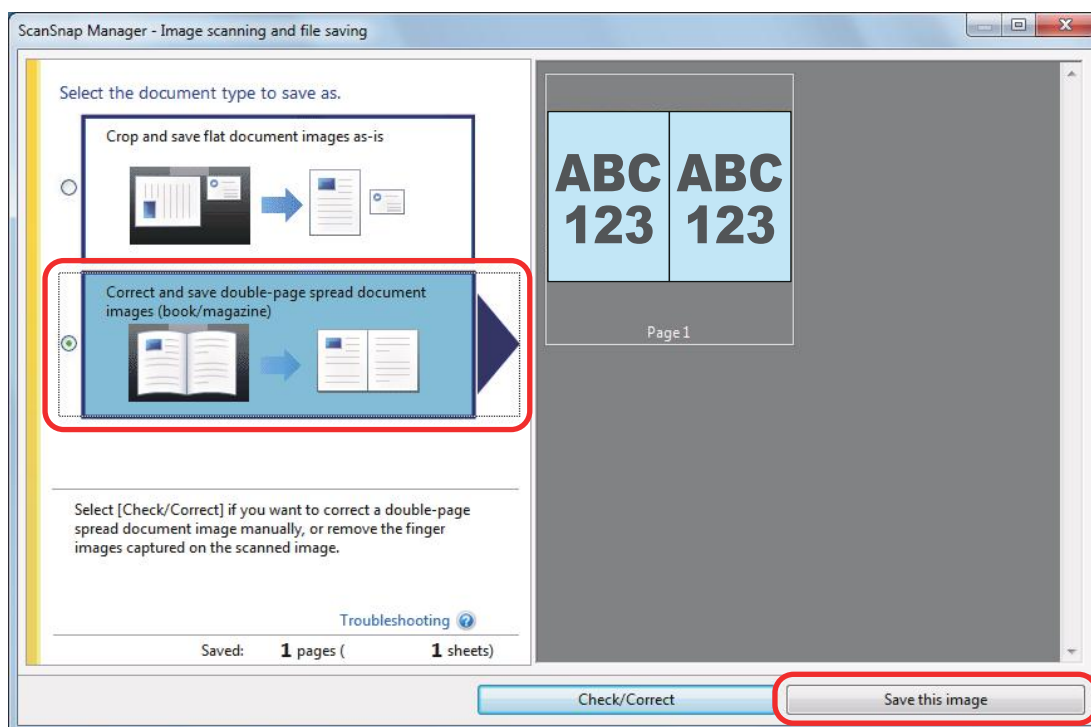 ScanSnap Manager - Image scanning and file saving
Select the document type to save as.
Crop and save flat document images as-is
Correct and save double-page spread document
images (book/magazine)
Select [Check/Correct] if you want to correct a double-page
spread document image manually, or remove the finger
images captured on the scanned image.
Troubleshooting ?
Saved: 1 pages ( 1 sheets)
ABC ABC
123 123
Page 1
Check/Correct Save this image